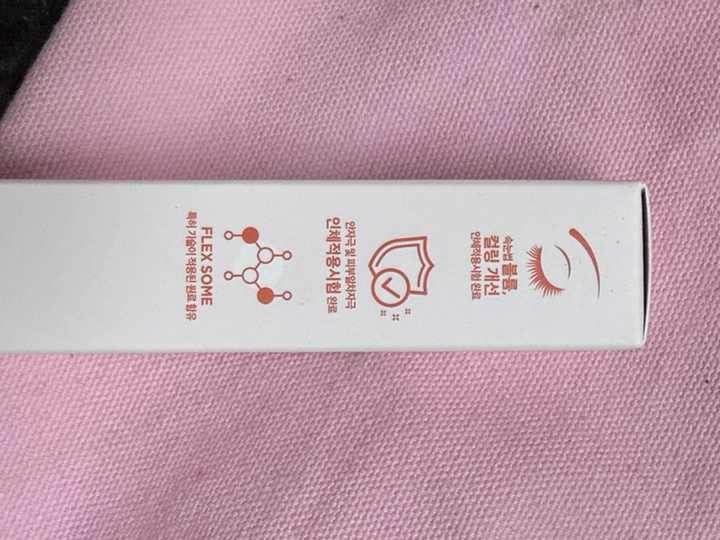 속눈썹 볼륨,
컬링 개선
인체적용시험 완료
안자극 및 피부일차자극
인체적용시험 완료
FLEX SOME
특허 기술이 적용된 원료 함유